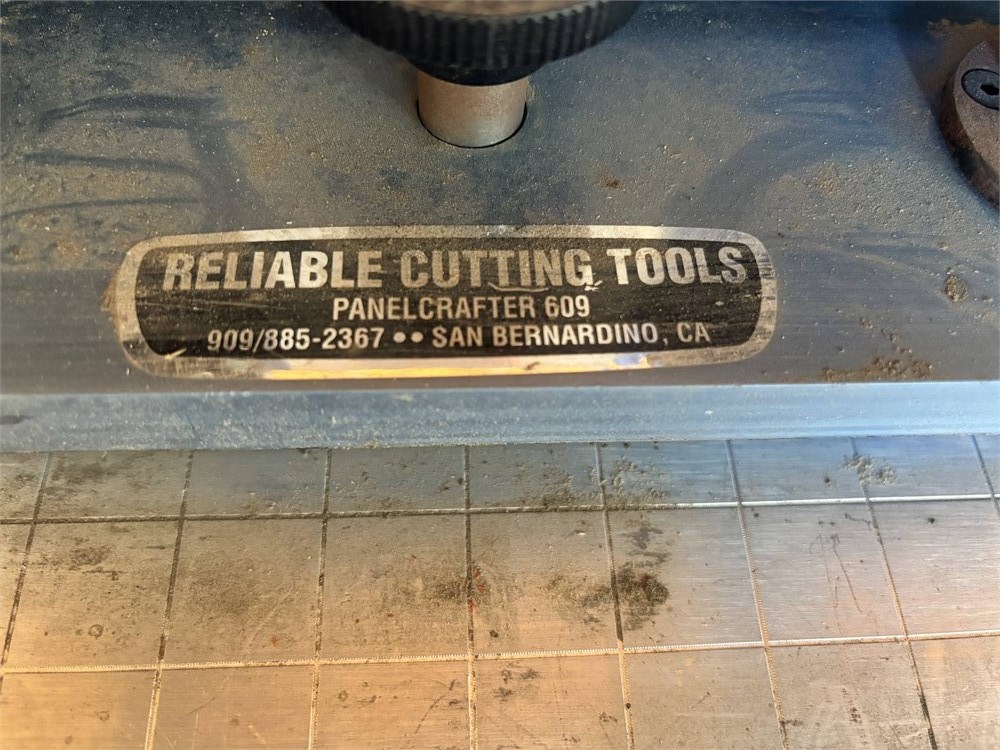 RELIABLE CUTTING TOOLS
PANELCRAFTER 609
909/885-2367 •• SAN BERNARDINO, CA